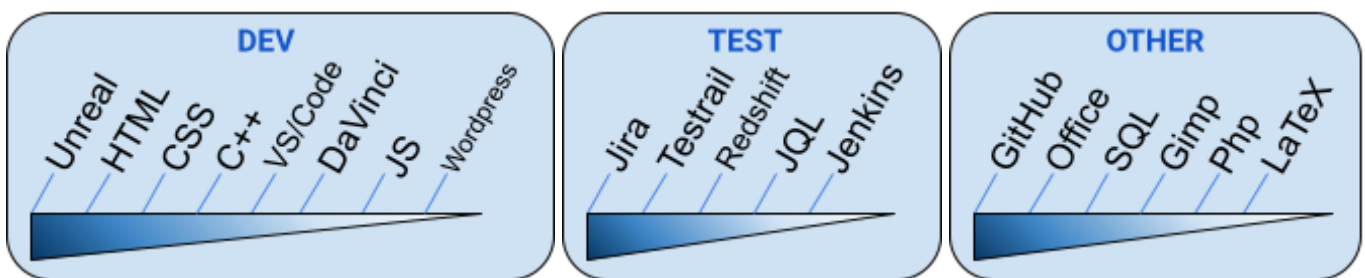 DEV
Unreal
HTML
CSS
C++
VS/Code
DaVinci
JS
Wordpress
TEST
Jira
Testrail
Redshift
JQL
Jenkins
OTHER
GitHub
Office
SQL
Gimp
Php
LaTeX